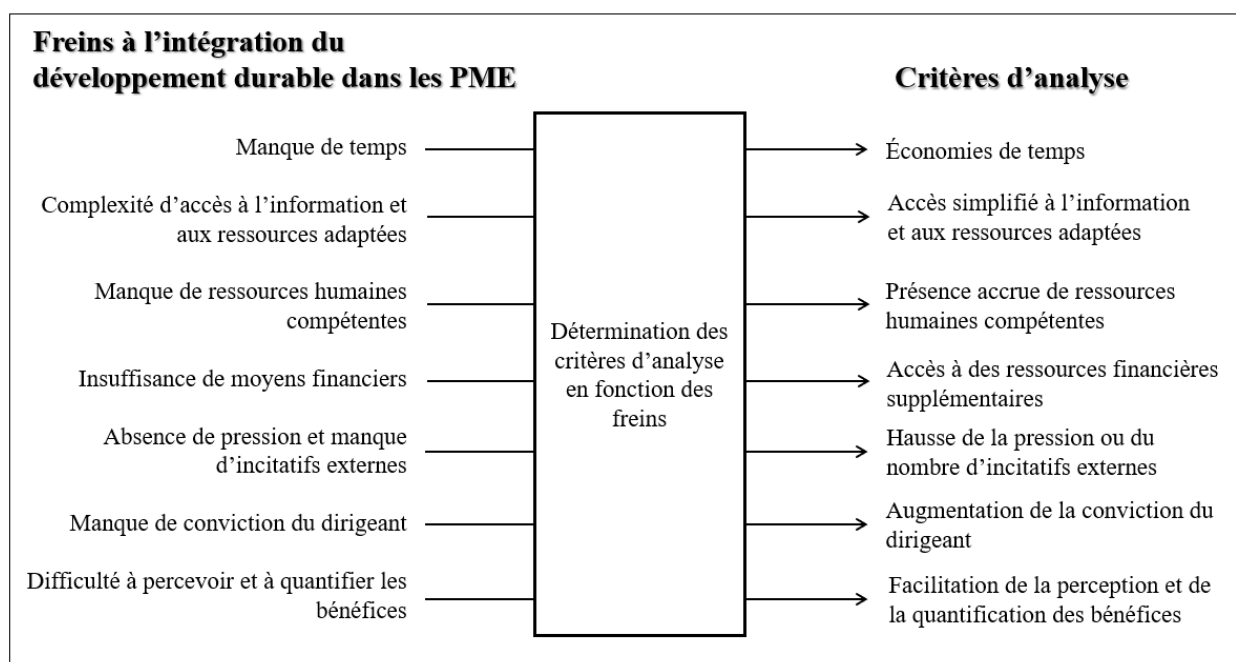 Freins à l’intégration du
développement durable dans les PME
Critères d’analyse
Manque de temps
Économies de temps
Complexité d’accès à l’information et
aux ressources adaptées
Accès simplifié à l’information
et aux ressources adaptées
Manque de ressources humaines
compétentes
Présence accrue de ressources
humaines compétentes
Détermination des
critères d’analyse
en fonction des
freins
Insuffisance de moyens financiers
Accès à des ressources financières
supplémentaires
Absence de pression et manque
d’incitatifs externes
Hausse de la pression ou du
nombre d’incitatifs externes
Manque de conviction du dirigeant
Augmentation de la conviction du
dirigeant
Difficulté à percevoir et à quantifier les
bénéfices
Facilitation de la perception et de
la quantification des bénéfices